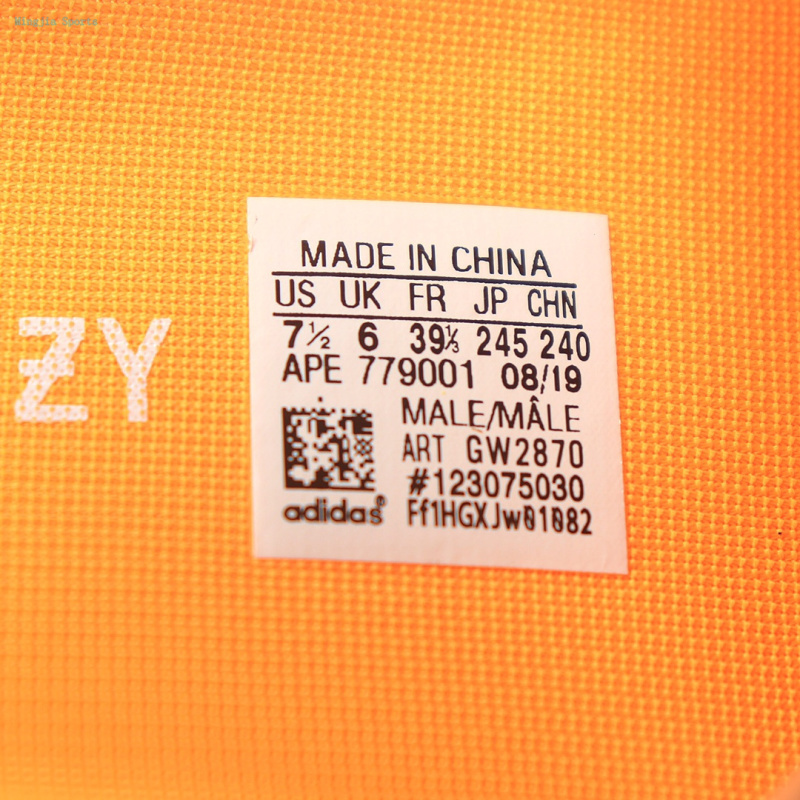 MADE IN CHINA
US UK FR JP CHN
7½ 6 39⅓ 245 240
APE 779001 08/19
MALE/MÂLE
ART GW2870
#123075030
adidas® Ff1HGXJw01082
ZY